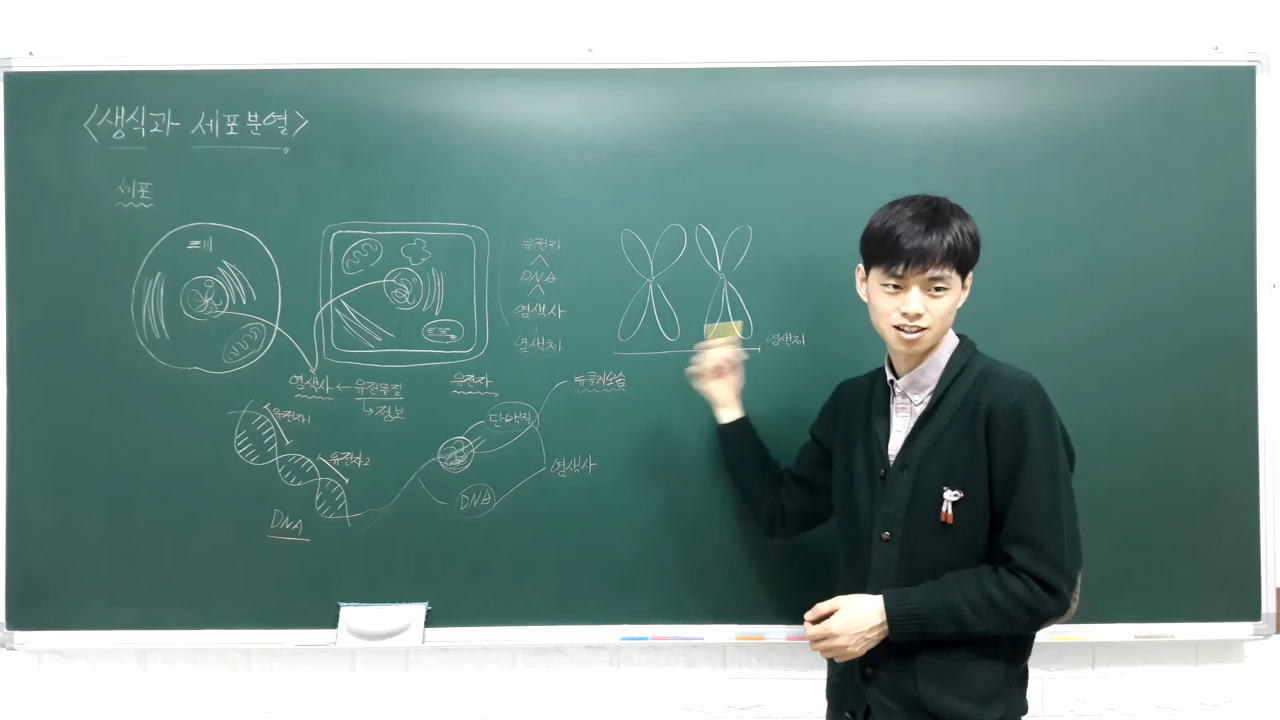 <생식과 세포분열>
세포
유전자
DNA
염색사
염색체
염색체
염색사 ← 유전물질
↳ 정보
유전자
뉴클레오솜
유전자1
단백질
유전자2
염색사
DNA
DNA